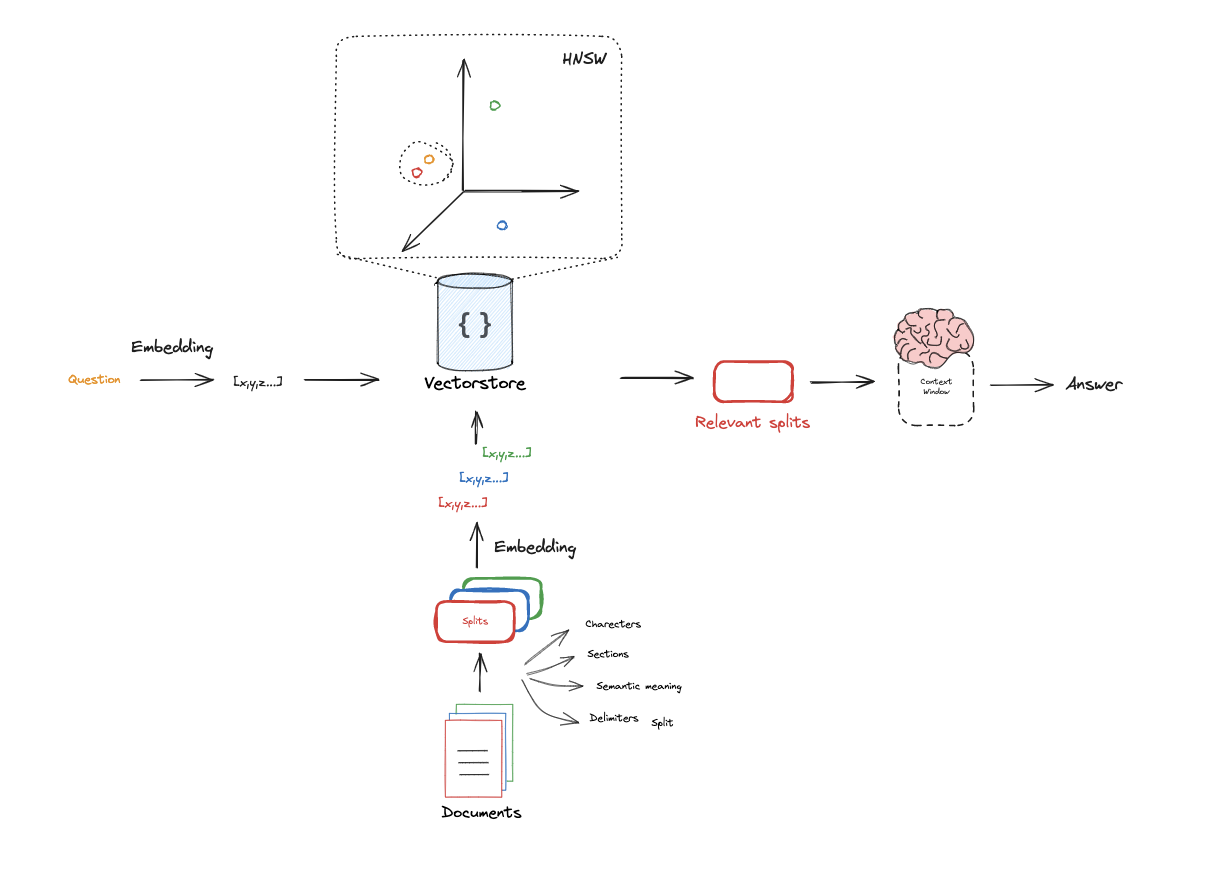 HNSW
{ }
Embedding
Question
[x,y,z...]
Vectorstore
Context
Window
Answer
Relevant splits
[x,y,z...]
[x,y,z...]
[x,y,z...]
Embedding
Splits
Charecters
Sections
Semantic meaning
Delimiters Split
Documents